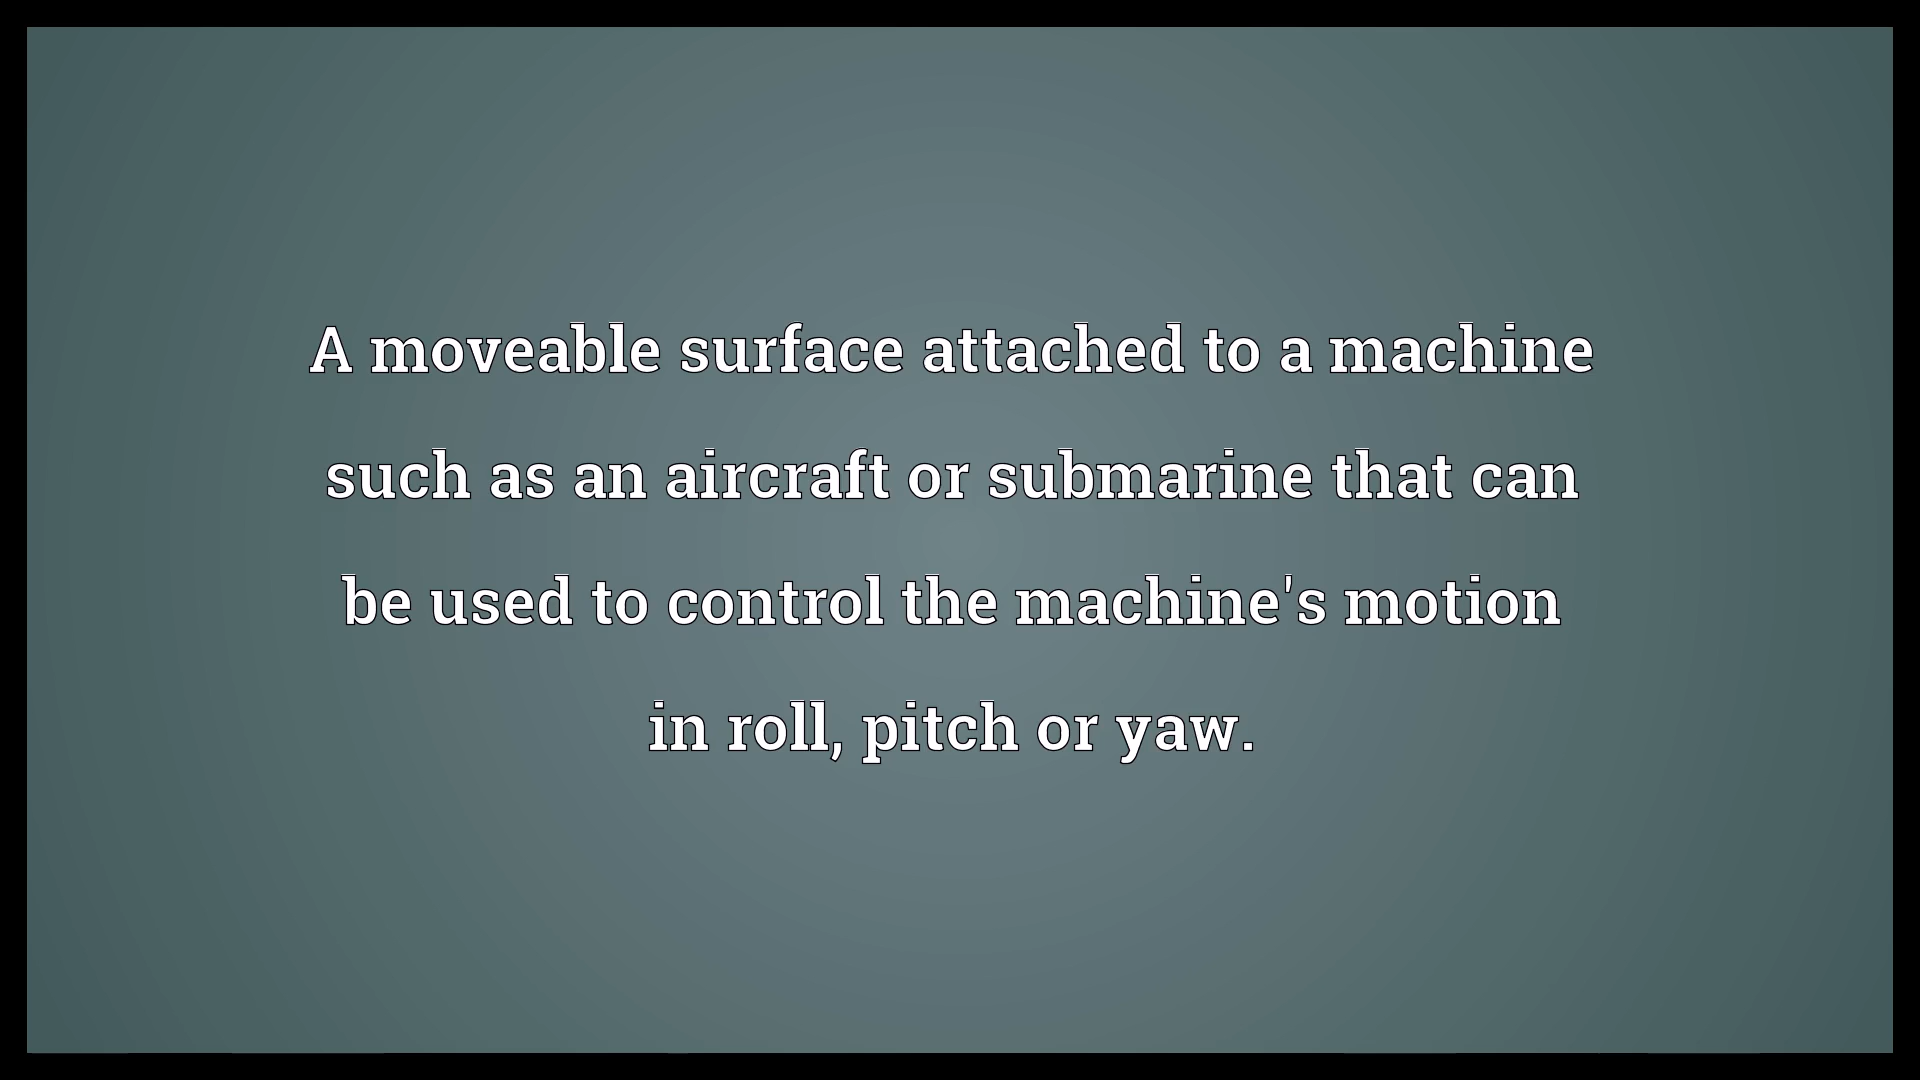 A moveable surface attached to a machine
such as an aircraft or submarine that can
be used to control the machine's motion
in roll, pitch or yaw.